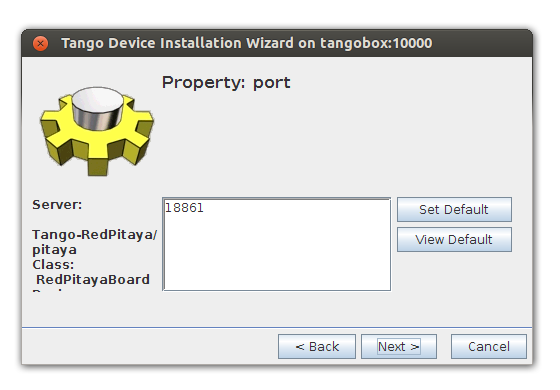 Tango Device Installation Wizard on tangobox:10000
Property: port
Server:
18861
Set Default
Tango-RedPitaya/
pitaya
View Default
Class:
RedPitayaBoard
< Back
Next >
Cancel